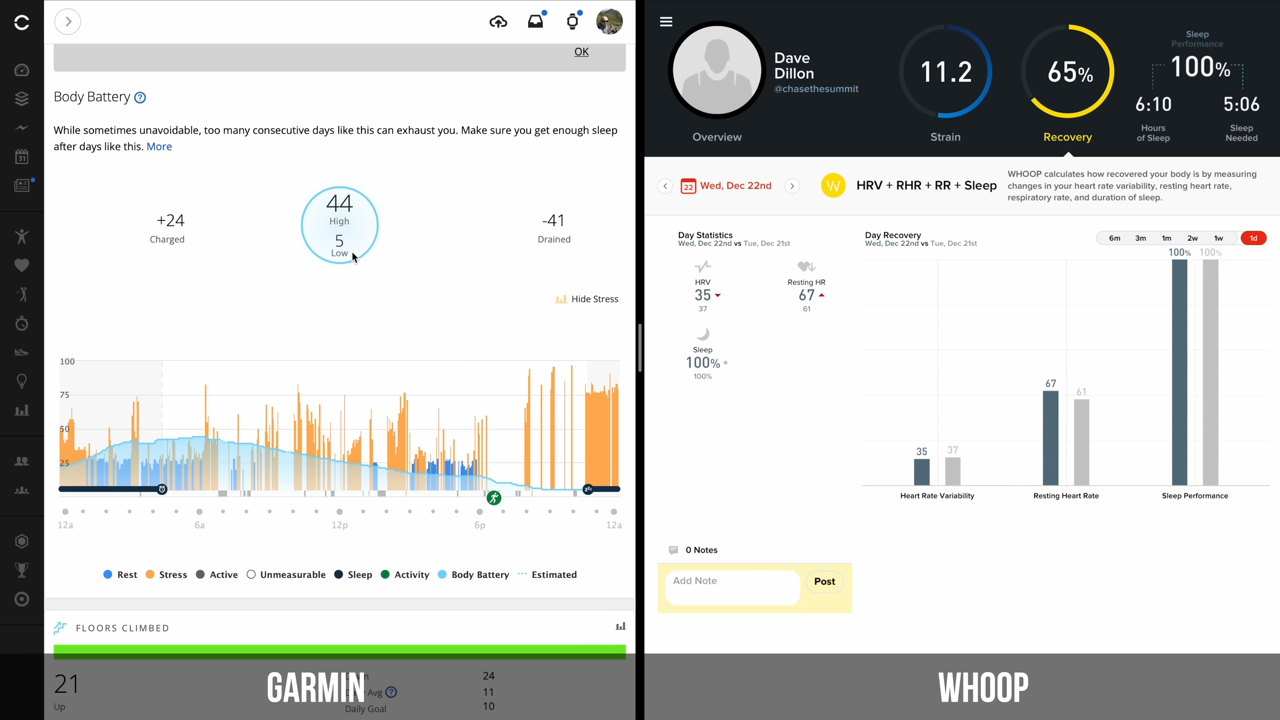 OK
Body Battery ?
While sometimes unavoidable, too many consecutive days like this can exhaust you. Make sure you get enough sleep
after days like this. More
+24
Charged
44
High
5
Low
-41
Drained
Hide Stress
100
75
50
25
12a
6a
12p
6p
12a
Rest
Stress
Active
Unmeasurable
Sleep
Activity
Body Battery
Estimated
FLOORS CLIMBED
21
Up
24
Avg ?
11
Daily Goal
10
GARMIN
Dave
Dillon
@chasethesummit
Overview
11.2
Strain
65%
Recovery
Sleep
Performance
100%
6:10
Hours
of Sleep
5:06
Sleep
Needed
22
Wed, Dec 22nd
W
HRV + RHR + RR + Sleep
WHOOP calculates how recovered your body is by measuring
changes in your heart rate variability, resting heart rate,
respiratory rate, and duration of sleep.
Day Statistics
Wed, Dec 22nd vs Tue, Dec 21st
HRV
35
37
Resting HR
67
61
Sleep
100%
100%
Day Recovery
Wed, Dec 22nd vs Tue, Dec 21st
6m
3m
1m
2w
1w
1d
35
37
67
61
100%
100%
Heart Rate Variability
Resting Heart Rate
Sleep Performance
0 Notes
Add Note
Post
WHOOP